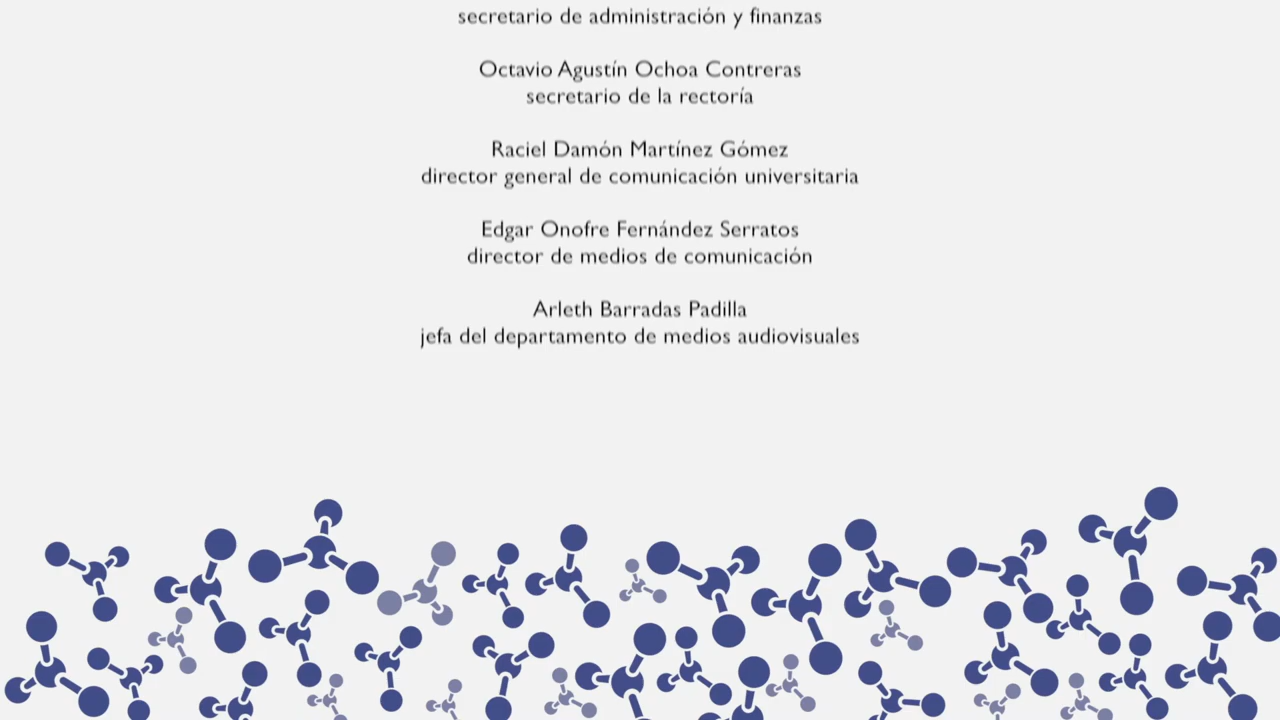 secretario de administración y finanzas
Octavio Agustín Ochoa Contreras
secretario de la rectoría
Raciel Damón Martínez Gómez
director general de comunicación universitaria
Edgar Onofre Fernández Serratos
director de medios de comunicación
Arleth Barradas Padilla
jefa del departamento de medios audiovisuales